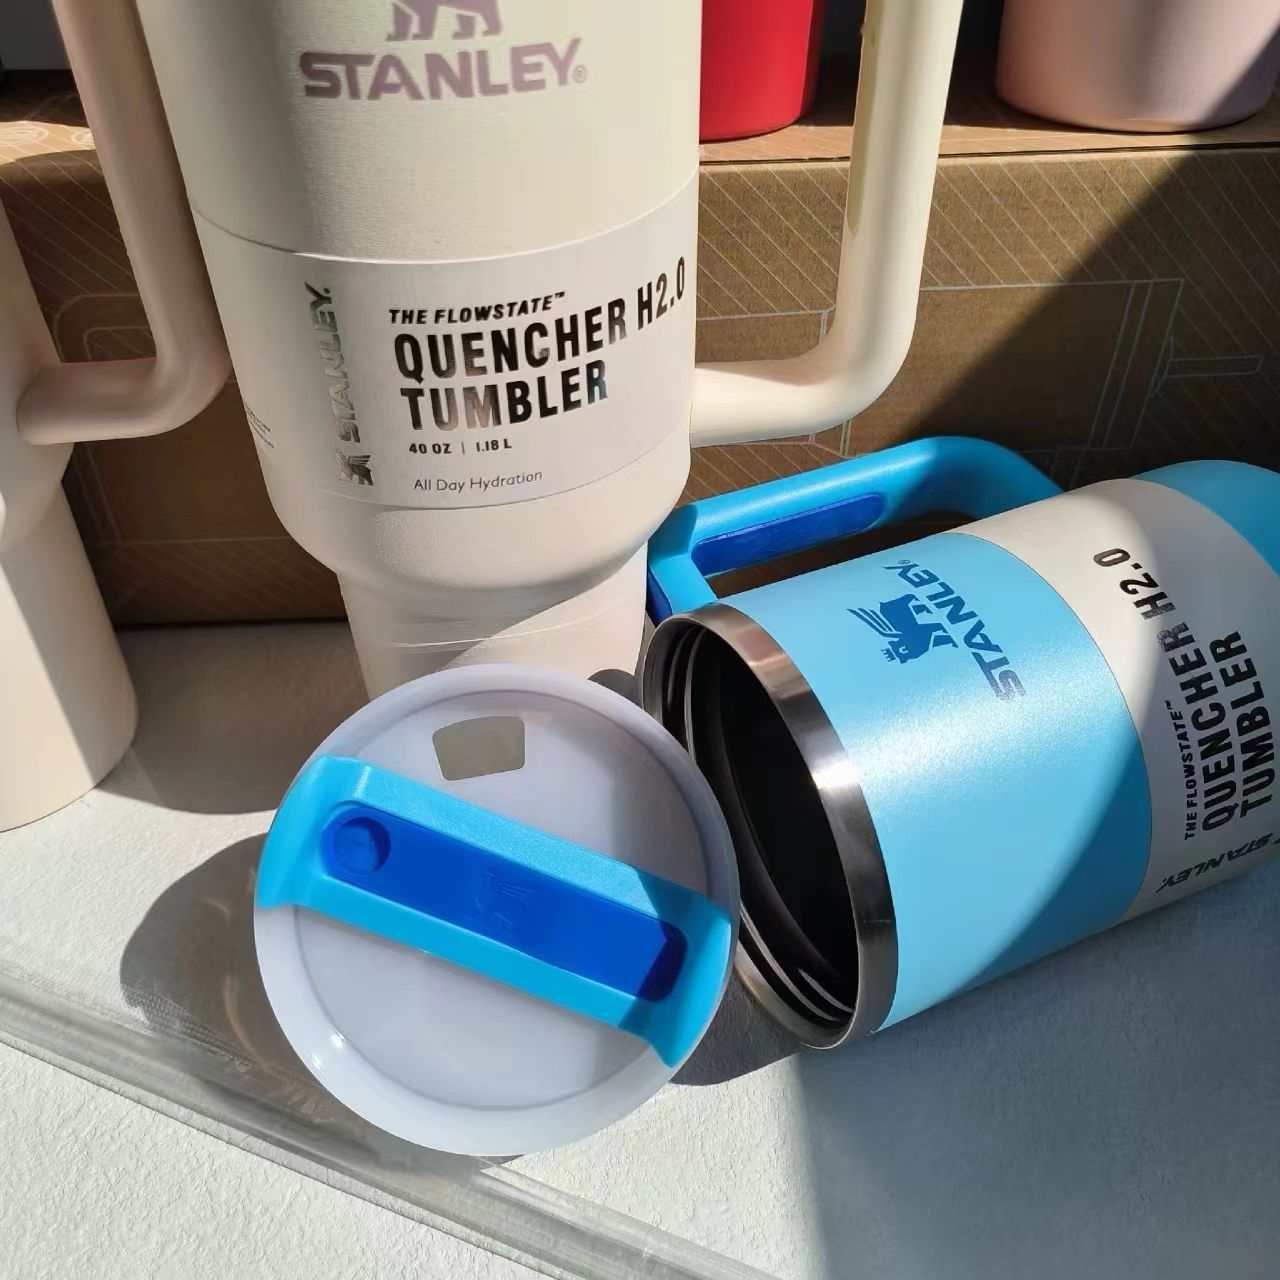 STANLEY®
STANLEY.
THE FLOWSTATE™
QUENCHER H2.0
TUMBLER
40 OZ | 1.18 L
All Day Hydration
STANLEY®
THE FLOWSTATE™
QUENCHER H2.0
TUMBLER
STANLEY.